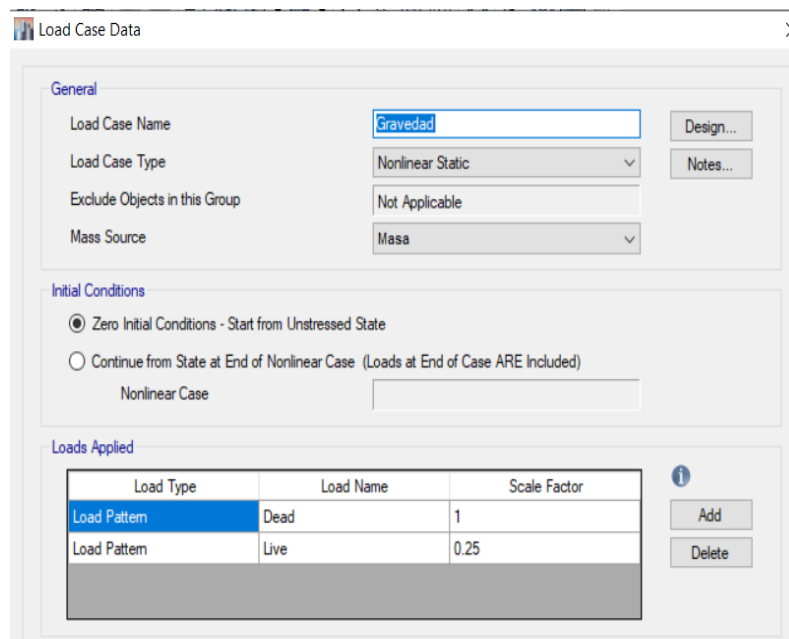 Load Case Data
General
Load Case Name Gravedad Design...
Load Case Type Nonlinear Static Notes...
Exclude Objects in this Group Not Applicable
Mass Source Masa
Initial Conditions
Zero Initial Conditions - Start from Unstressed State
Continue from State at End of Nonlinear Case (Loads at End of Case ARE Included)
Nonlinear Case
Loads Applied
Load Type Load Name Scale Factor
Load Pattern Dead 1 Add
Load Pattern Live 0.25 Delete